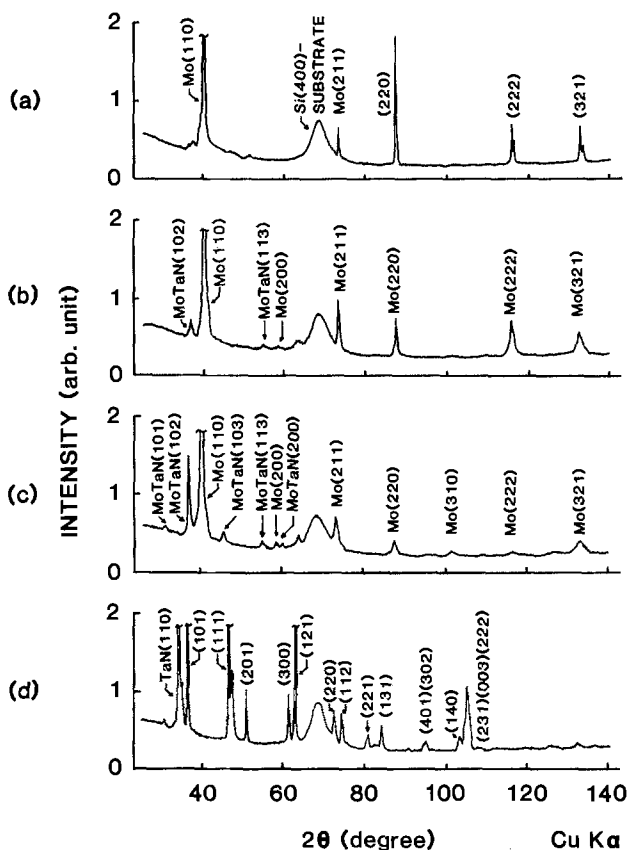 (a)
2
1
0
Mo(110)
Si(400)-
SUBSTRATE
Mo(211)
(220)
(222)
(321)
(b)
2
1
0
MoTaN(102)
Mo(110)
MoTaN(113)
Mo(200)
Mo(211)
Mo(220)
Mo(222)
Mo(321)
INTENSITY (arb. unit)
(c)
2
1
0
MoTaN(101)
MoTaN(102)
Mo(110)
MoTaN(103)
MoTaN(113)
Mo(200)
MoTaN(200)
Mo(211)
Mo(220)
Mo(310)
Mo(222)
Mo(321)
(d)
2
1
0
TaN(110)
(101)
(111)
(201)
(300)
(121)
(220)
(112)
(221)
(131)
(401)(302)
(140)
(231)(003)(222)
40 60 80 100 120 140
2θ (degree) Cu Kα